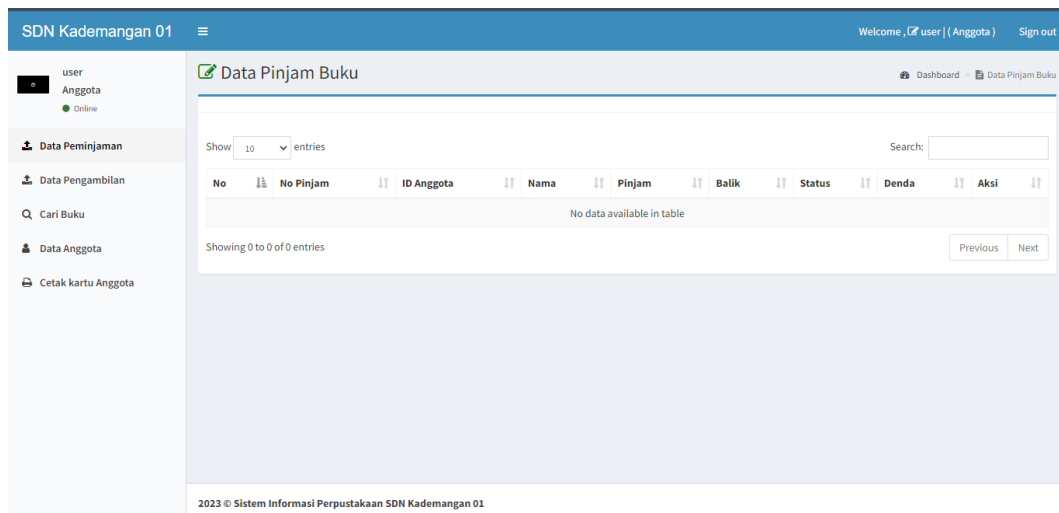 SDN Kademangan 01
Welcome , user | ( Anggota ) Sign out
user
Anggota
Online
Data Peminjaman
Data Pengambilan
Cari Buku
Data Anggota
Cetak kartu Anggota
Data Pinjam Buku
Dashboard > Data Pinjam Buku
Show 10 entries
Search:
No No Pinjam ID Anggota Nama Pinjam Balik Status Denda Aksi
No data available in table
Showing 0 to 0 of 0 entries
Previous Next
2023 © Sistem Informasi Perpustakaan SDN Kademangan 01